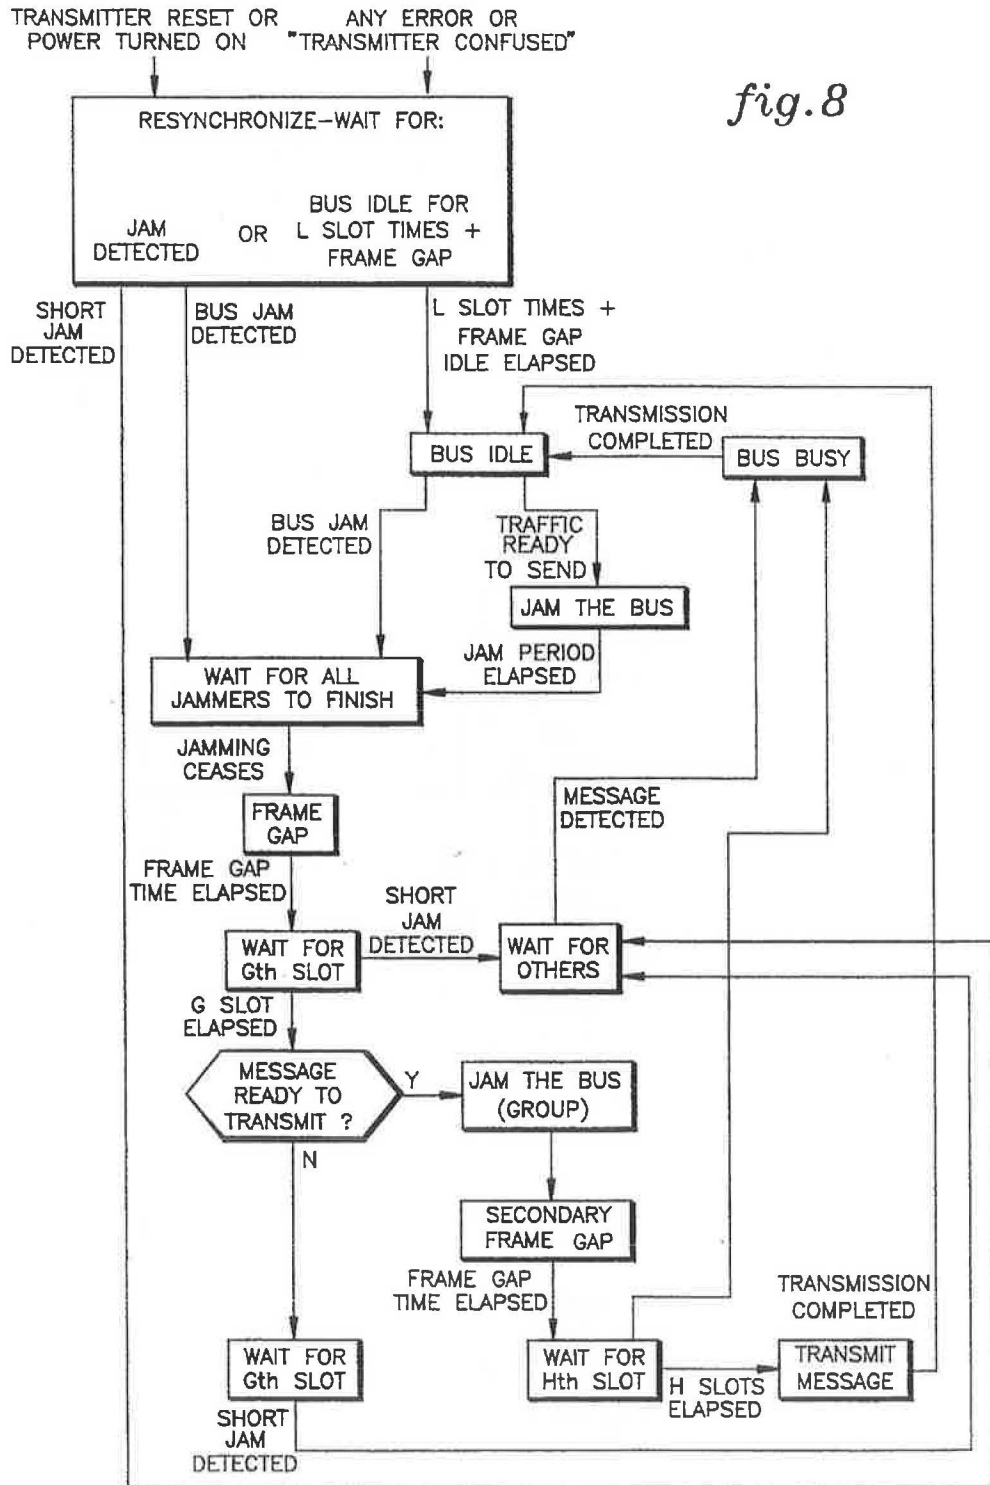 TRANSMITTER RESET OR
POWER TURNED ON
ANY ERROR OR
"TRANSMITTER CONFUSED"
fig.8
RESYNCHRONIZE-WAIT FOR:
JAM
DETECTED
OR
BUS IDLE FOR
L SLOT TIMES +
FRAME GAP
SHORT
JAM
DETECTED
BUS JAM
DETECTED
L SLOT TIMES +
FRAME GAP
IDLE ELAPSED
TRANSMISSION
COMPLETED
BUS IDLE
BUS BUSY
BUS JAM
DETECTED
TRAFFIC
READY
TO SEND
JAM THE BUS
JAM PERIOD
ELAPSED
WAIT FOR ALL
JAMMERS TO FINISH
JAMMING
CEASES
MESSAGE
DETECTED
FRAME
GAP
FRAME GAP
TIME ELAPSED
SHORT
JAM
DETECTED
WAIT FOR
Gth SLOT
WAIT FOR
OTHERS
G SLOT
ELAPSED
MESSAGE
READY TO
TRANSMIT ?
Y
JAM THE BUS
(GROUP)
N
SECONDARY
FRAME GAP
FRAME GAP
TIME ELAPSED
TRANSMISSION
COMPLETED
WAIT FOR
Gth SLOT
WAIT FOR
Hth SLOT
H SLOTS
ELAPSED
TRANSMIT
MESSAGE
SHORT
JAM
DETECTED